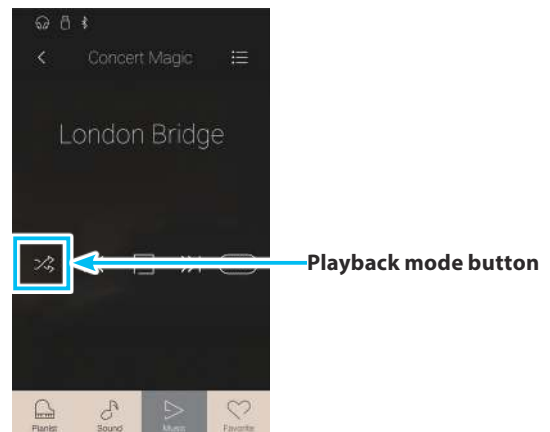 Concert Magic
London Bridge
Playback mode button
Pianist
Sound
Music
Favorite